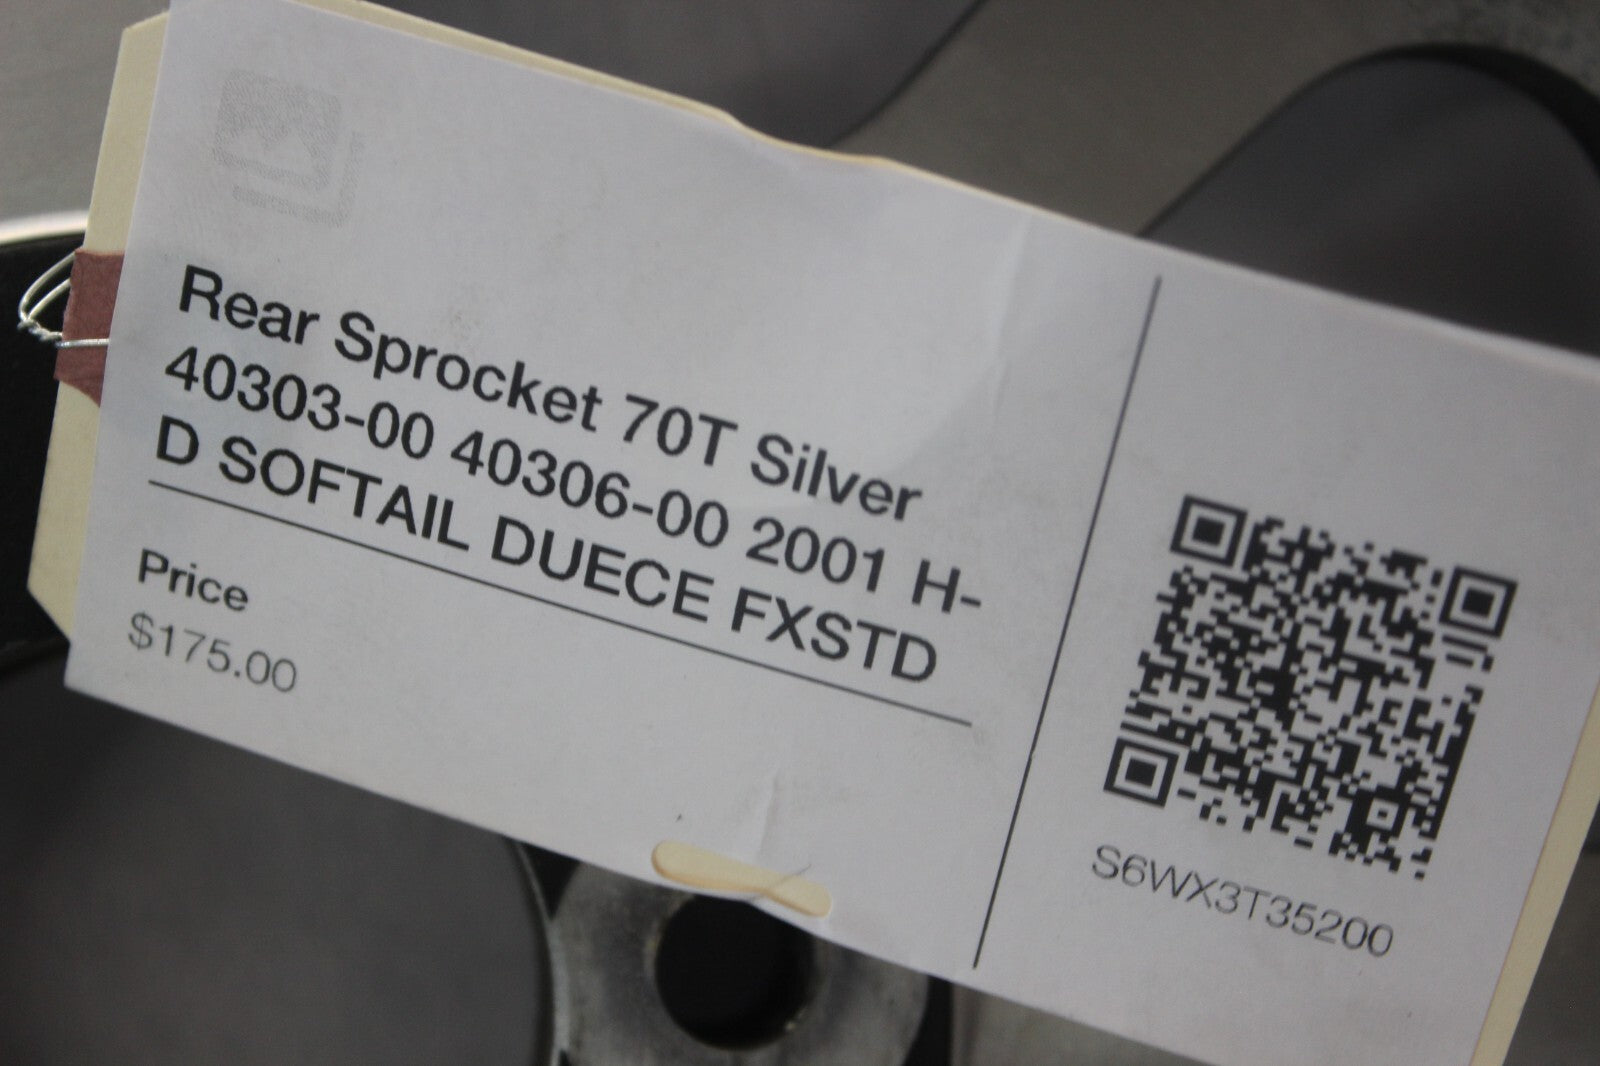 Rear Sprocket 70T Silver
40303-00 40306-00 2001 H-
D SOFTAIL DUECE FXSTD
Price
$175.00
S6WX3T35200